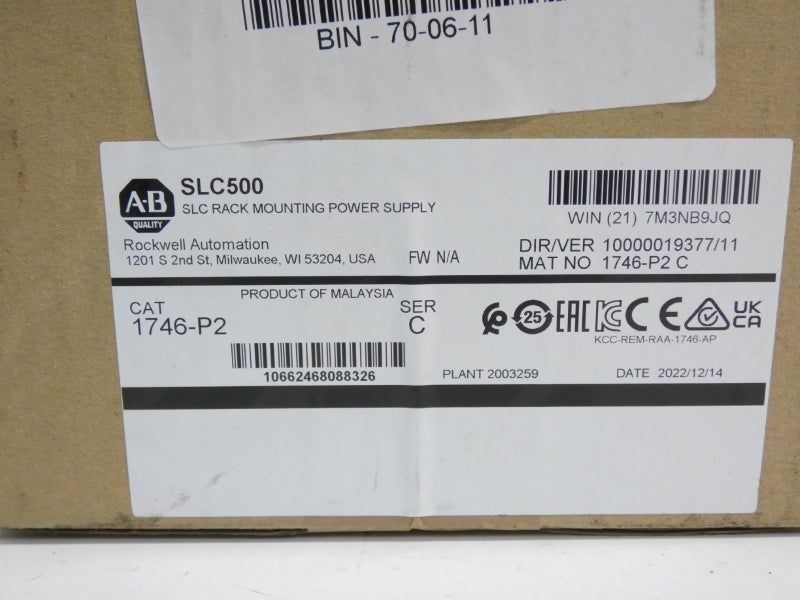 BIN - 70-06-11
A-B
QUALITY
SLC500
SLC RACK MOUNTING POWER SUPPLY
Rockwell Automation
1201 S 2nd St, Milwaukee, WI 53204, USA
FW N/A
WIN (21) 7M3NB9JQ
DIR/VER 10000019377/11
MAT NO 1746-P2 C
PRODUCT OF MALAYSIA
CAT
1746-P2
SER
C
25
EAC
KC
CE
UK
CA
KCC-REM-RAA-1746-AP
10662468088326
PLANT 2003259
DATE 2022/12/14